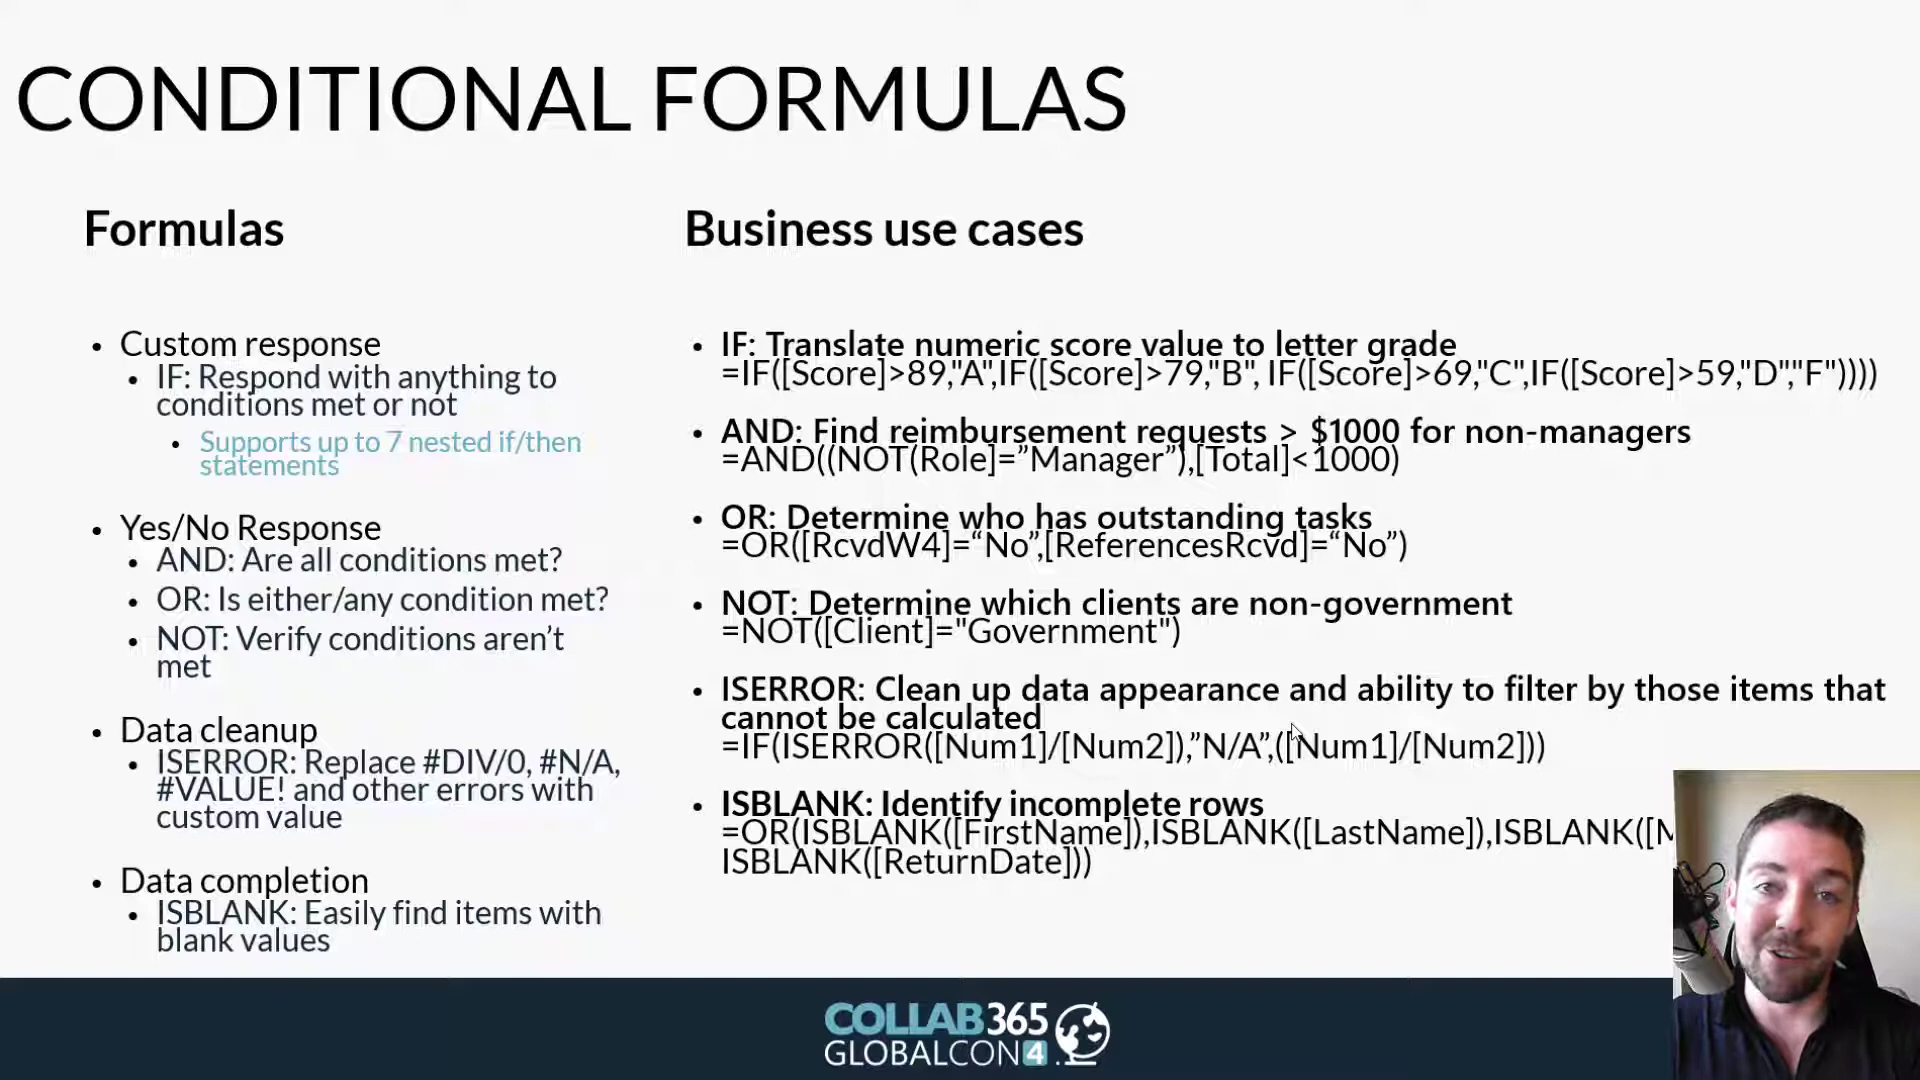 CONDITIONAL FORMULAS
Formulas
• Custom response
• IF: Respond with anything to
conditions met or not
• Supports up to 7 nested if/then
statements
• Yes/No Response
• AND: Are all conditions met?
• OR: Is either/any condition met?
• NOT: Verify conditions aren’t
met
• Data cleanup
• ISERROR: Replace #DIV/0, #N/A,
#VALUE! and other errors with
custom value
• Data completion
• ISBLANK: Easily find items with
blank values
Business use cases
• IF: Translate numeric score value to letter grade
=IF([Score]>89,"A",IF([Score]>79,"B", IF([Score]>69,"C",IF([Score]>59,"D""F"))))
• AND: Find reimbursement requests > $1000 for non-managers
=AND((NOT(Role]=”Manager”),[Total]<1000)
• OR: Determine who has outstanding tasks
=OR([RcvdW4]=“No”,[ReferencesRcvd]=“No”)
• NOT: Determine which clients are non-government
=NOT([Client]="Government")
• ISERROR: Clean up data appearance and ability to filter by those items that
cannot be calculated
=IF(ISERROR([Num1]/[Num2]),”N/A”,([Num1]/[Num2]))
• ISBLANK: Identify incomplete rows
=OR(ISBLANK([FirstName]),ISBLANK([LastName]),ISBLANK([
ISBLANK([ReturnDate]))
COLLAB365
GLOBALCON4